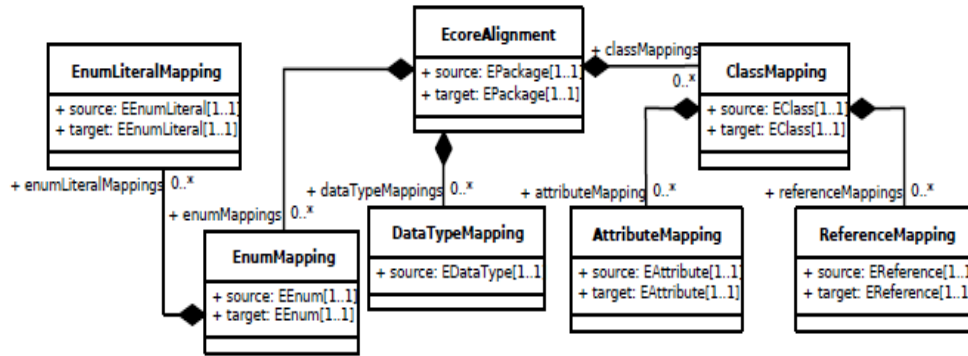 EcoreAlignment
+ source: EPackage[1..1]
+ target: EPackage[1..1]
+ classMappings
0..*
ClassMapping
+ source: EClass[1..1]
+ target: EClass[1..1]
EnumLiteralMapping
+ source: EEnumLiteral[1..1]
+ target: EEnumLiteral[1..1]
+ enumLiteralMappings
0..*
+ enumMappings
0..*
+ dataTypeMappings
0..*
+ attributeMapping
0..*
+ referenceMappings
0..*
EnumMapping
+ source: EEnum[1..1]
+ target: EEnum[1..1]
DataTypeMapping
+ source: EDataType[1..1]
AttributeMapping
+ source: EAttribute[1..1]
+ target: EAttribute[1..1]
ReferenceMapping
+ source: EReference[1..1]
+ target: EReference[1..1]